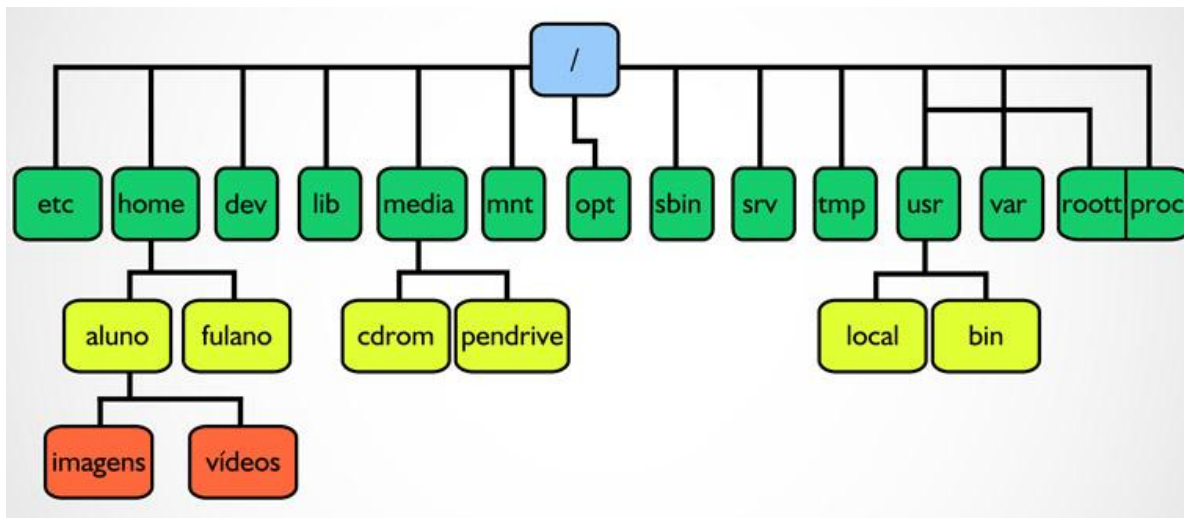 /
etc home dev lib media mnt opt sbin srv tmp usr var roott proc
aluno fulano cdrom pendrive local bin
imagens vídeos